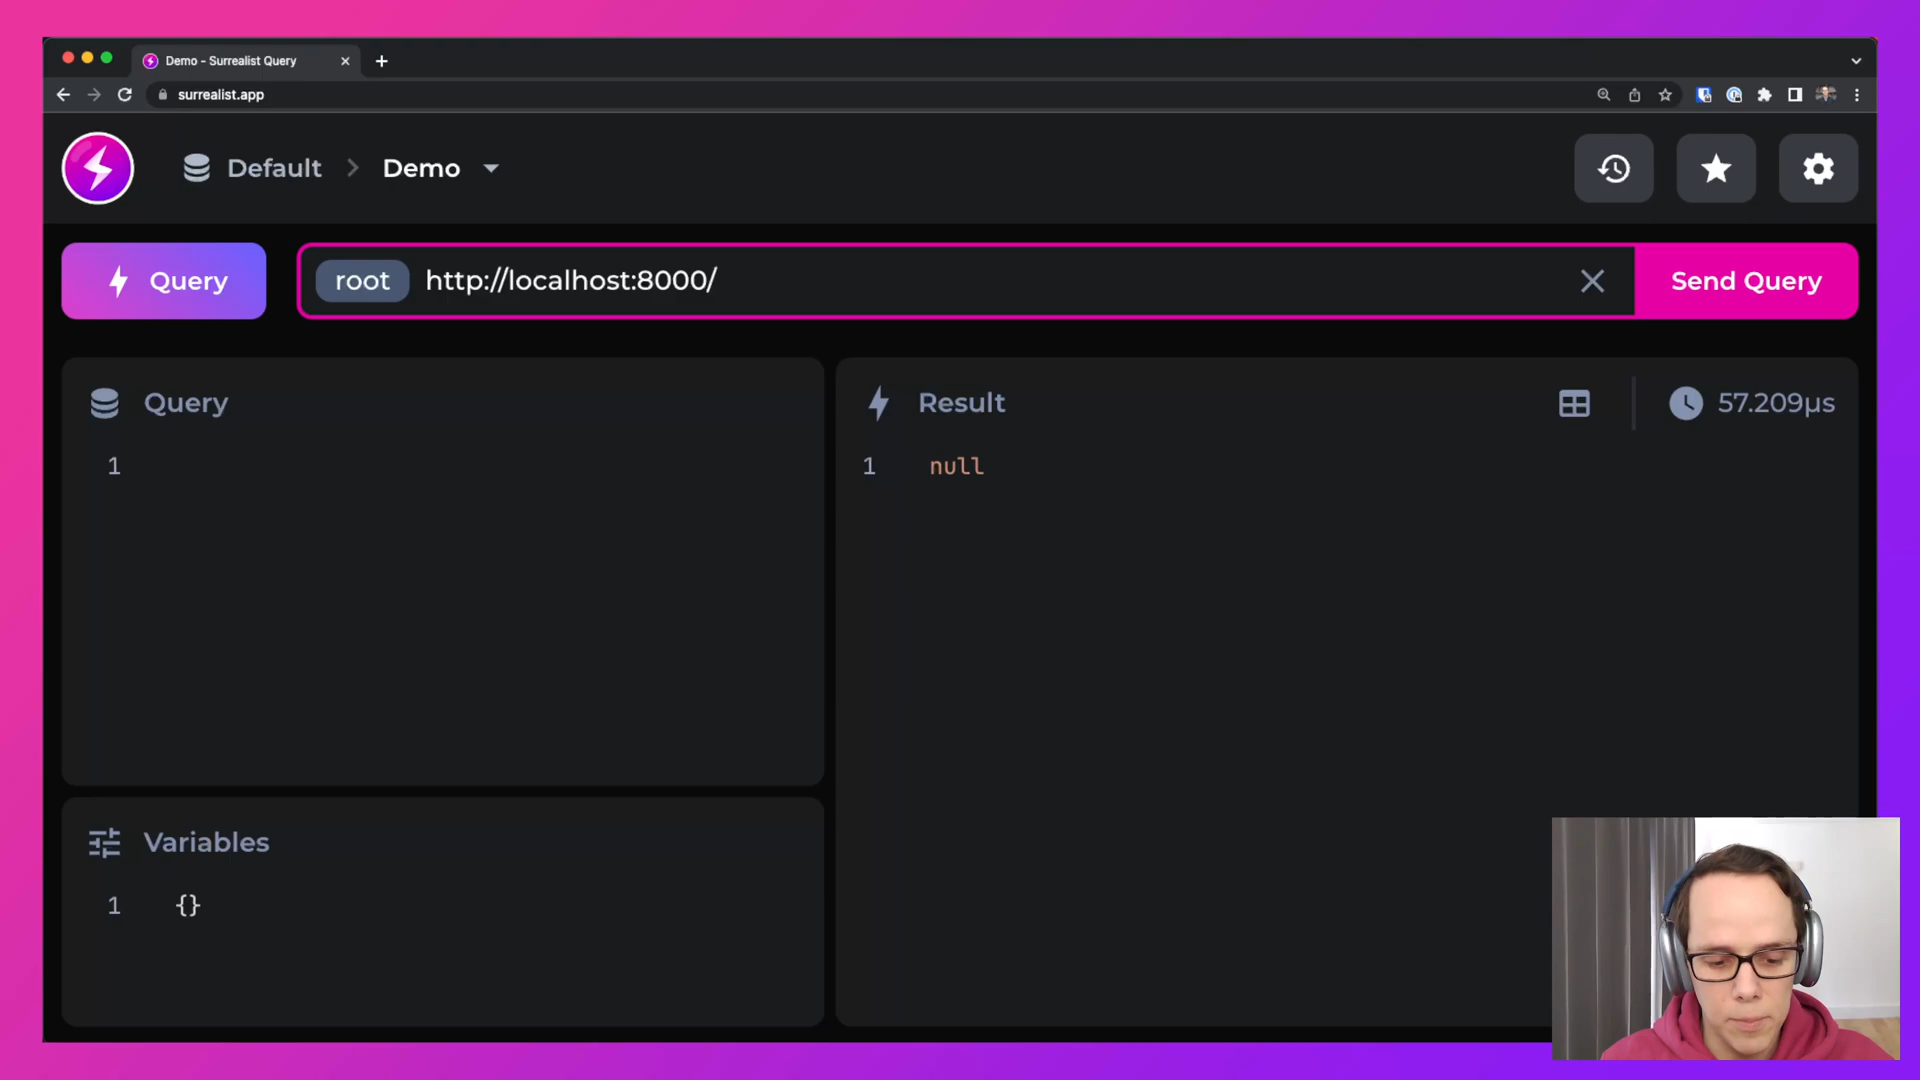 Demo - Surrealist Query
surrealist.app
Default
Demo
Query
root http://localhost:8000/
Send Query
Query
1
Result
57.209µs
1 null
Variables
1 {}